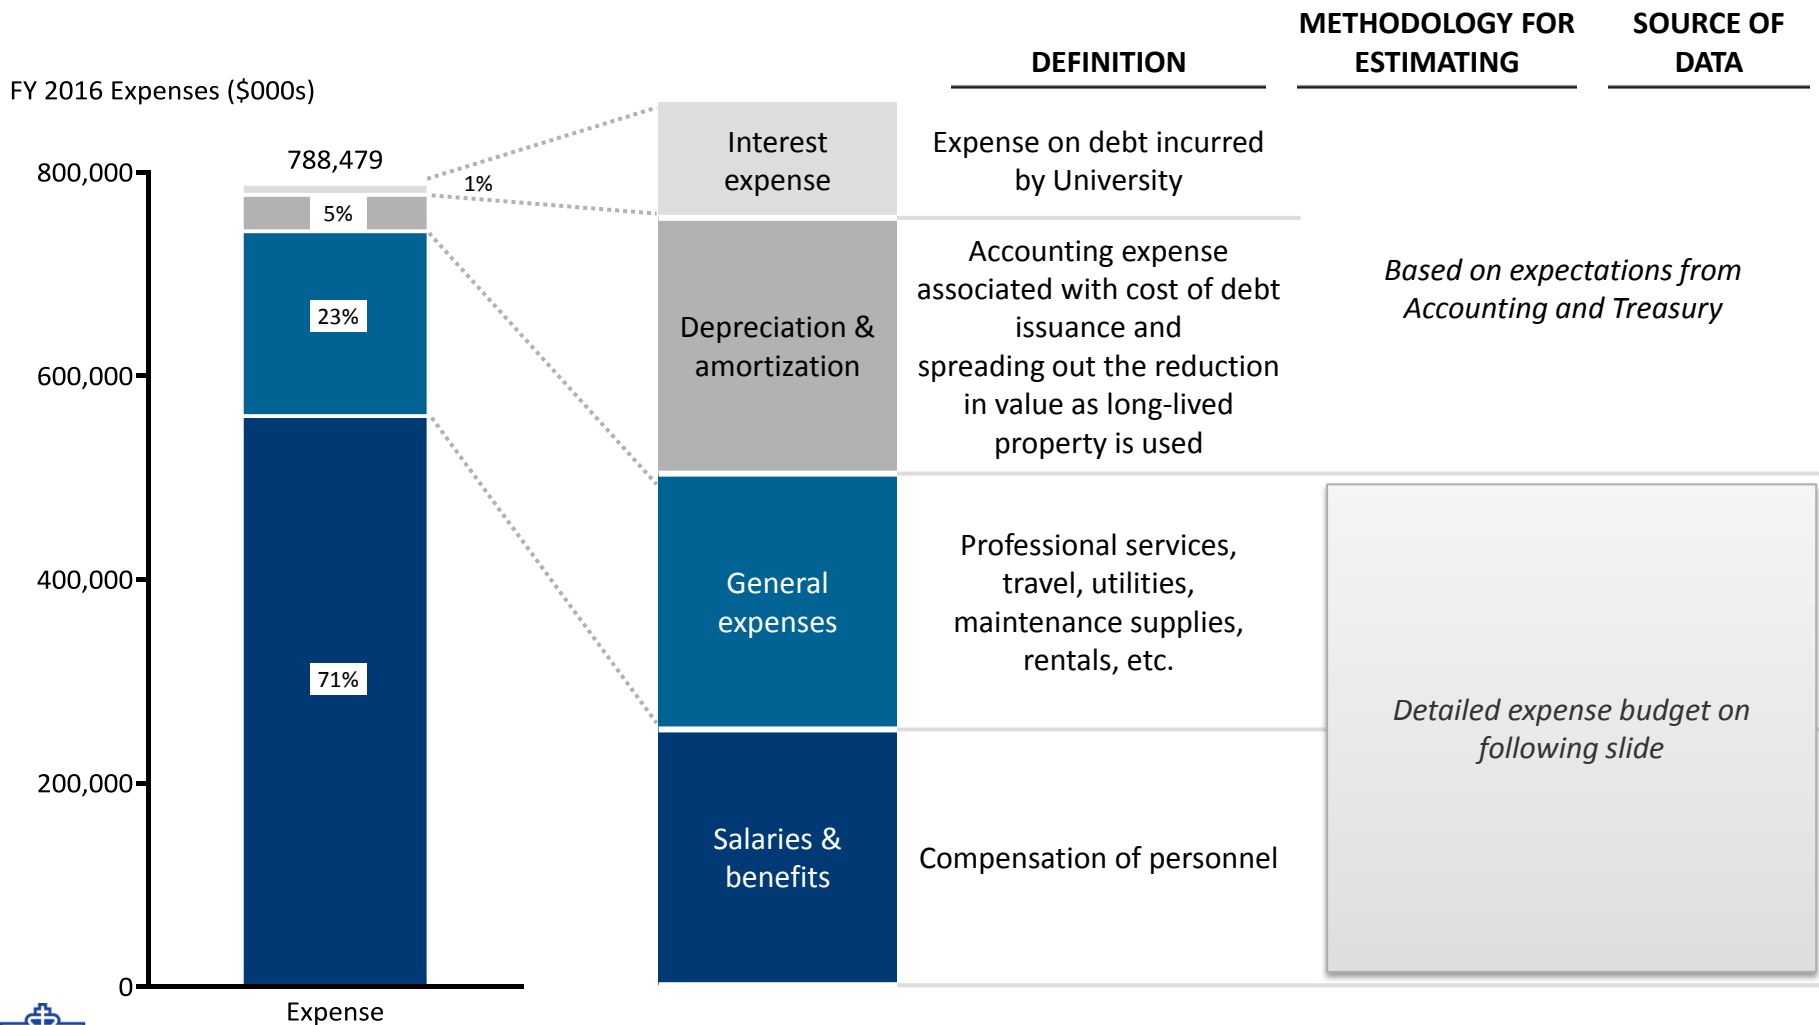 METHODOLOGY FOR
ESTIMATING
SOURCE OF
DATA
DEFINITION
FY 2016 Expenses ($000s)
800,000
600,000
400,000
200,000
0
788,479
1%
5%
23%
71%
Expense
Interest
expense
Expense on debt incurred
by University
Depreciation &
amortization
Accounting expense
associated with cost of debt
issuance and
spreading out the reduction
in value as long-lived
property is used
Based on expectations from
Accounting and Treasury
General
expenses
Professional services,
travel, utilities,
maintenance supplies,
rentals, etc.
Detailed expense budget on
following slide
Salaries &
benefits
Compensation of personnel